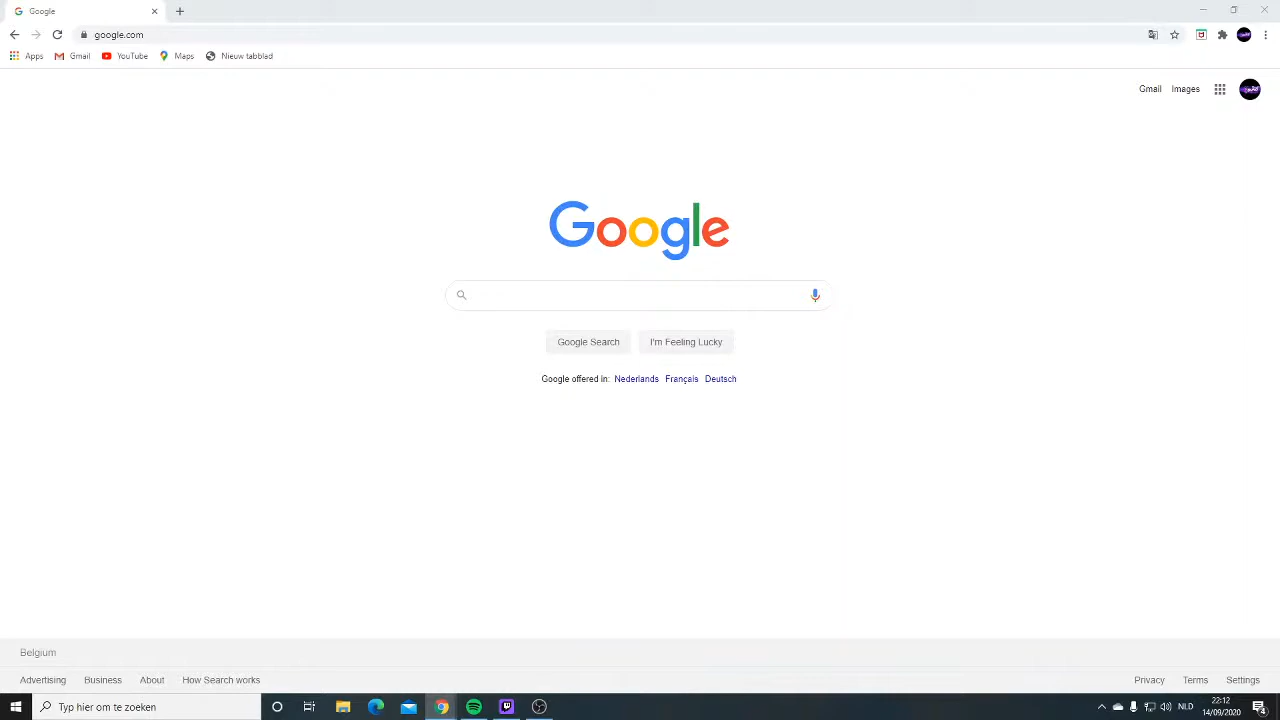 Google
google.com
Apps Gmail YouTube Maps Nieuw tabblad
Gmail Images
Google
Google Search I'm Feeling Lucky
Google offered in: Nederlands Français Deutsch
Belgium
Advertising Business About How Search works Privacy Terms Settings
Typ hier om te zoeken NLD 22:12
14/09/2020